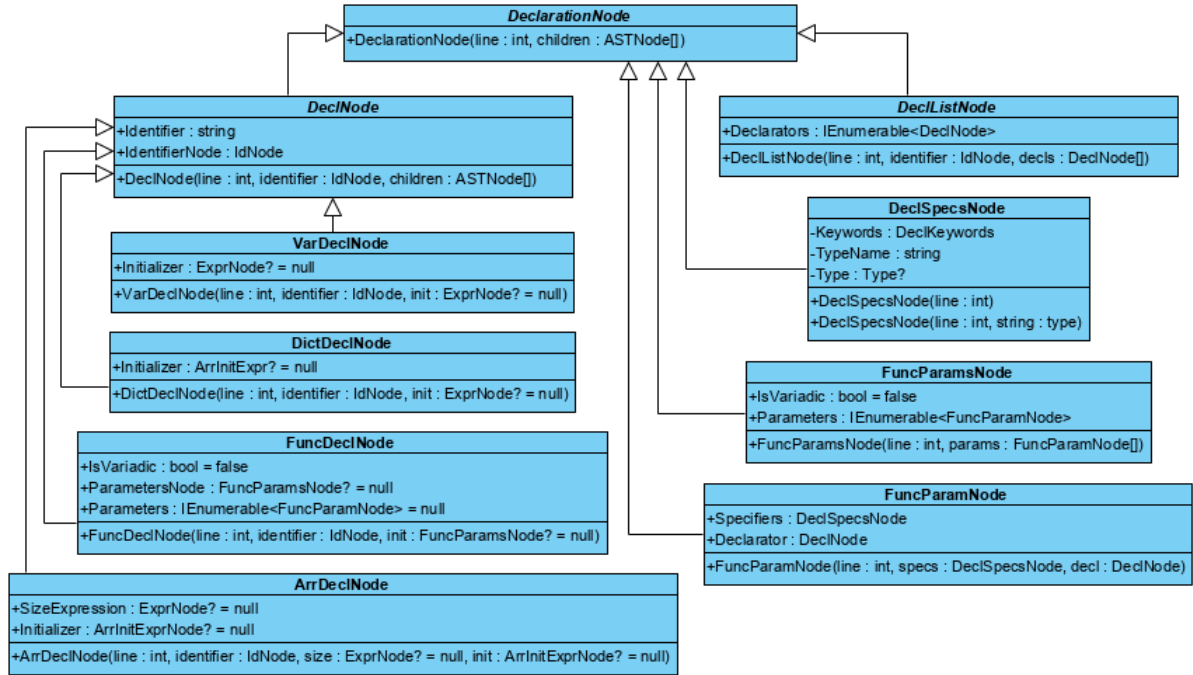 DeclarationNode
+DeclarationNode(line : int, children : ASTNode[])
DeclNode
+Identifier : string
+IdentifierNode : IdNode
+DeclNode(line : int, identifier : IdNode, children : ASTNode[])
DeclListNode
+Declarators : IEnumerable<DeclNode>
+DeclListNode(line : int, identifier : IdNode, decls : DeclNode[])
DeclSpecsNode
-Keywords : DeclKeywords
-TypeName : string
-Type : Type?
+DeclSpecsNode(line : int)
+DeclSpecsNode(line : int, string : type)
VarDeclNode
+Initializer : ExprNode? = null
+VarDeclNode(line : int, identifier : IdNode, init : ExprNode? = null)
DictDeclNode
+Initializer : ArrInitExpr? = null
+DictDeclNode(line : int, identifier : IdNode, init : ExprNode? = null)
FuncParamsNode
+IsVariadic : bool = false
+Parameters : IEnumerable<FuncParamNode>
+FuncParamsNode(line : int, params : FuncParamNode[])
FuncDeclNode
+IsVariadic : bool = false
+ParametersNode : FuncParamsNode? = null
+Parameters : IEnumerable<FuncParamNode> = null
+FuncDeclNode(line : int, identifier : IdNode, init : FuncParamsNode? = null)
FuncParamNode
+Specifiers : DeclSpecsNode
+Declarator : DeclNode
+FuncParamNode(line : int, specs : DeclSpecsNode, decl : DeclNode)
ArrDeclNode
+SizeExpression : ExprNode? = null
+Initializer : ArrInitExprNode? = null
+ArrDeclNode(line : int, identifier : IdNode, size : ExprNode? = null, init : ArrInitExprNode? = null)